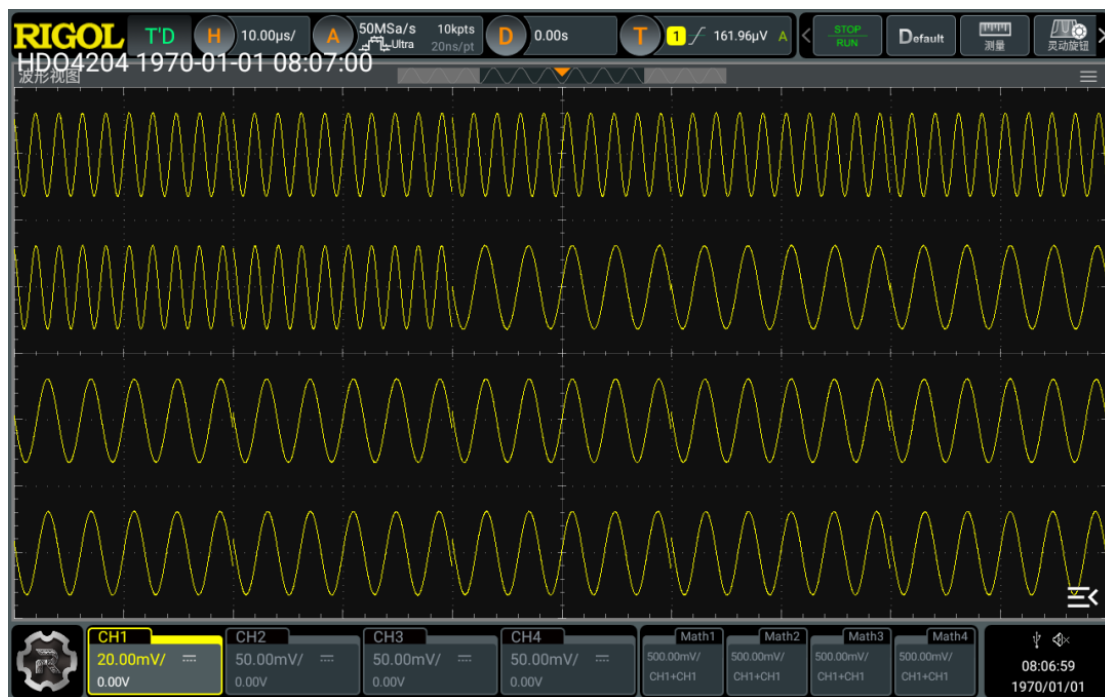 RIGOL T'D H 10.00µs/ A 50MSa/s 10kpts D 0.00s T 1 161.96µV A STOP Default
Ultra 20ns/pt RUN 测量 灵动旋钮
HDO4204 1970-01-01 08:07:00
波形视图
CH1 CH2 CH3 CH4 Math1 Math2 Math3 Math4
20.00mV/ 50.00mV/ 50.00mV/ 50.00mV/ 500.00mV/ 500.00mV/ 500.00mV/ 500.00mV/
0.00V 0.00V 0.00V 0.00V CH1+CH1 CH1+CH1 CH1+CH1 CH1+CH1
R
08:06:59
1970/01/01